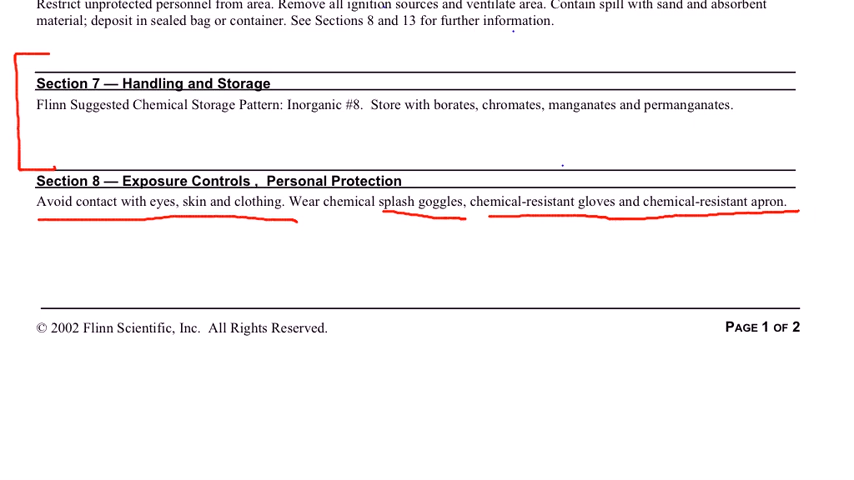 Restrict unprotected personnel from area. Remove all ignition sources and ventilate area. Contain spill with sand and absorbent
material; deposit in sealed bag or container. See Sections 8 and 13 for further information.
Section 7 — Handling and Storage
Flinn Suggested Chemical Storage Pattern: Inorganic #8.  Store with borates, chromates, manganates and permanganates.
Section 8 — Exposure Controls ,  Personal Protection
Avoid contact with eyes, skin and clothing. Wear chemical splash goggles, chemical-resistant gloves and chemical-resistant apron.
© 2002 Flinn Scientific, Inc.  All Rights Reserved.
PAGE 1 OF 2